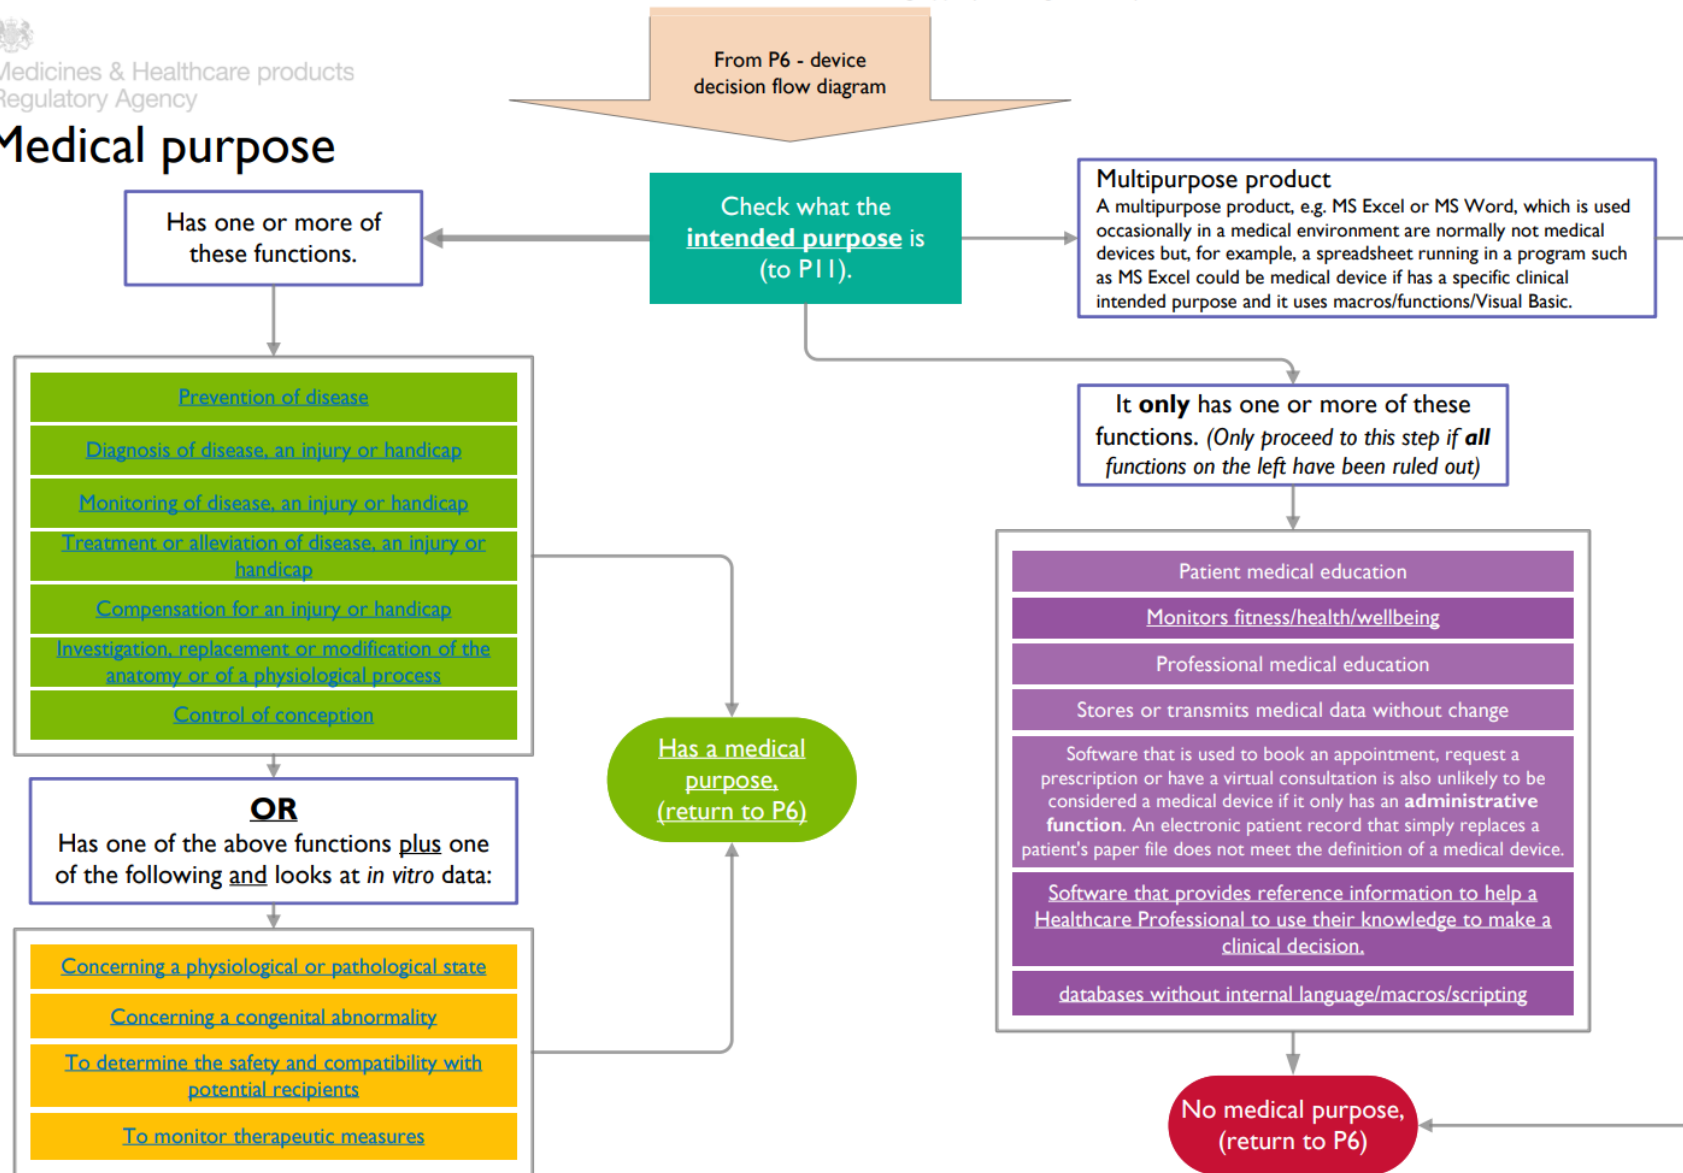 Medicines & Healthcare products
Regulatory Agency
Medical purpose
From P6 - device
decision flow diagram
Check what the
intended purpose is
(to P11).
Has one or more of
these functions.
Multipurpose product
A multipurpose product, e.g. MS Excel or MS Word, which is used
occasionally in a medical environment are normally not medical
devices but, for example, a spreadsheet running in a program such
as MS Excel could be medical device if has a specific clinical
intended purpose and it uses macros/functions/Visual Basic.
Prevention of disease
Diagnosis of disease, an injury or handicap
Monitoring of disease, an injury or handicap
Treatment or alleviation of disease, an injury or
handicap
Compensation for an injury or handicap
Investigation, replacement or modification of the
anatomy or of a physiological process
Control of conception
OR
Has one of the above functions plus one
of the following and looks at in vitro data:
Concerning a physiological or pathological state
Concerning a congenital abnormality
To determine the safety and compatibility with
potential recipients
To monitor therapeutic measures
Has a medical
purpose,
(return to P6)
It only has one or more of these
functions. (Only proceed to this step if all
functions on the left have been ruled out)
Patient medical education
Monitors fitness/health/wellbeing
Professional medical education
Stores or transmits medical data without change
Software that is used to book an appointment, request a
prescription or have a virtual consultation is also unlikely to be
considered a medical device if it only has an administrative
function. An electronic patient record that simply replaces a
patient's paper file does not meet the definition of a medical device.
Software that provides reference information to help a
Healthcare Professional to use their knowledge to make a
clinical decision.
databases without internal language/macros/scripting
No medical purpose,
(return to P6)